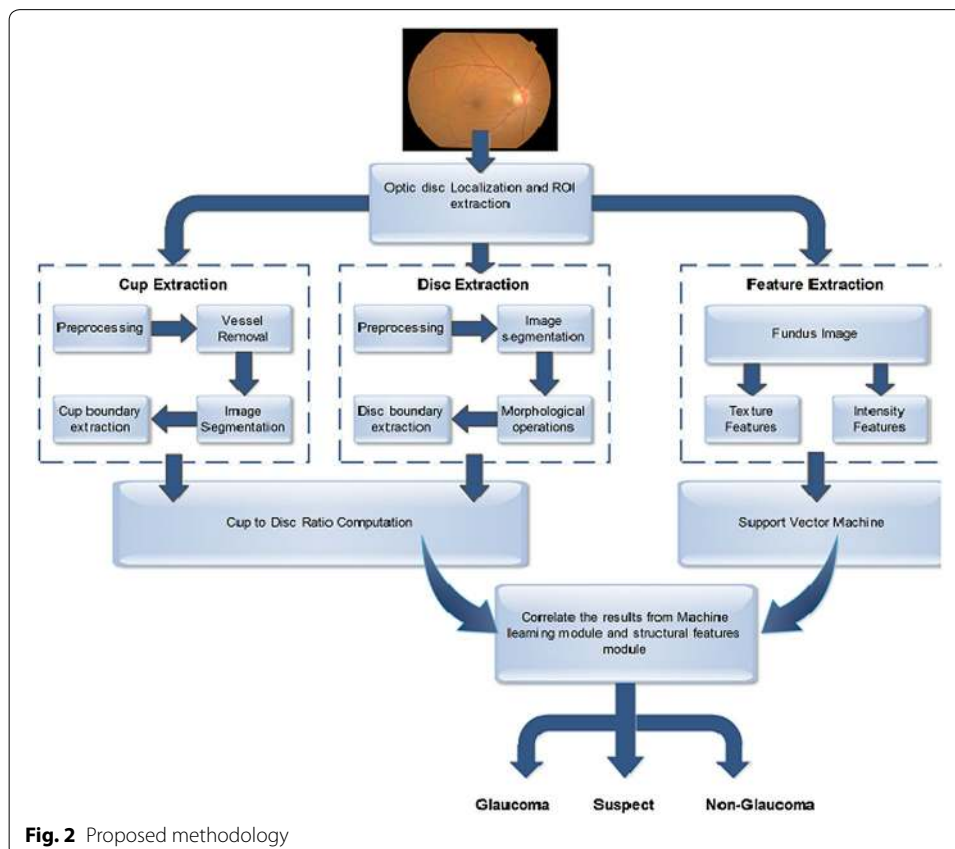 Optic disc Localization and ROI
extraction
Cup Extraction
Preprocessing
Vessel
Removal
Cup boundary
extraction
Image
Segmentation
Disc Extraction
Preprocessing
Image
segmentation
Disc boundary
extraction
Morphological
operations
Feature Extraction
Fundus Image
Texture
Features
Intensity
Features
Cup to Disc Ratio Computation
Support Vector Machine
Correlate the results from Machine
learning module and structural features
module
Glaucoma
Suspect
Non-Glaucoma
Fig. 2 Proposed methodology